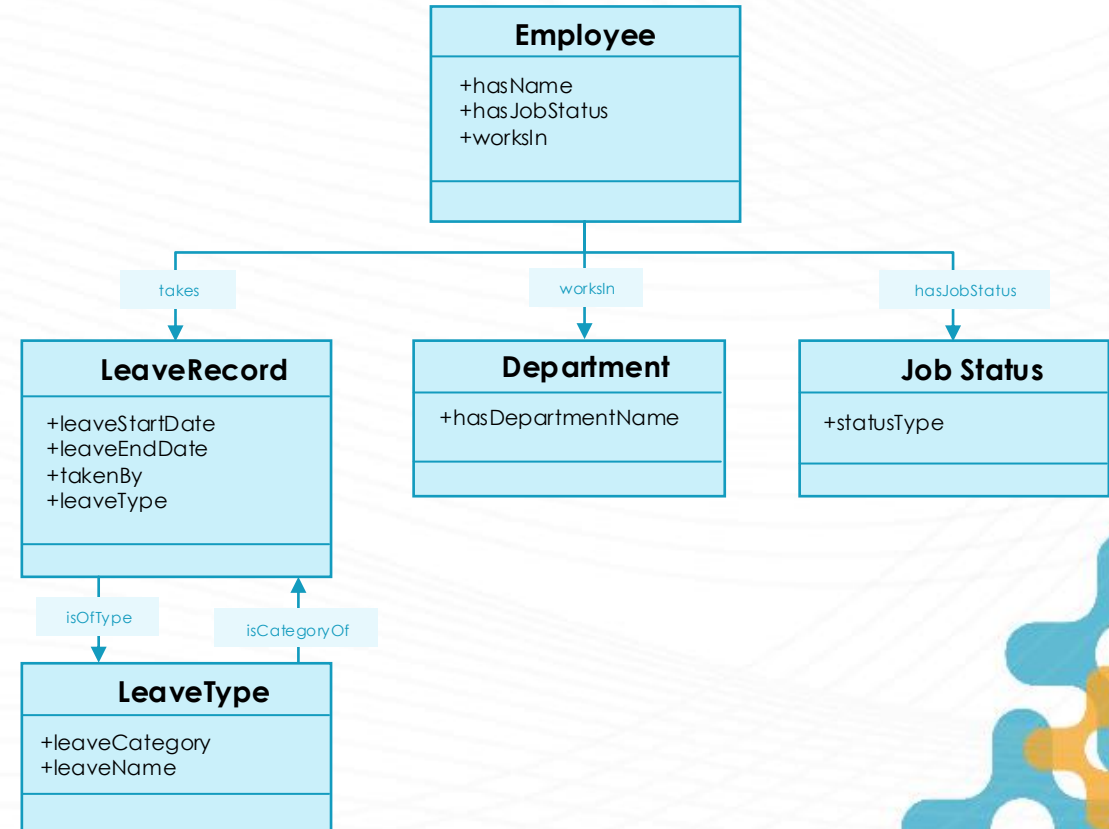 Employee
+hasName
+hasJobStatus
+worksIn
takes
worksIn
hasJobStatus
LeaveRecord
+leaveStartDate
+leaveEndDate
+takenBy
+leaveType
Department
+hasDepartmentName
Job Status
+statusType
isOfType
isCategoryOf
LeaveType
+leaveCategory
+leaveName